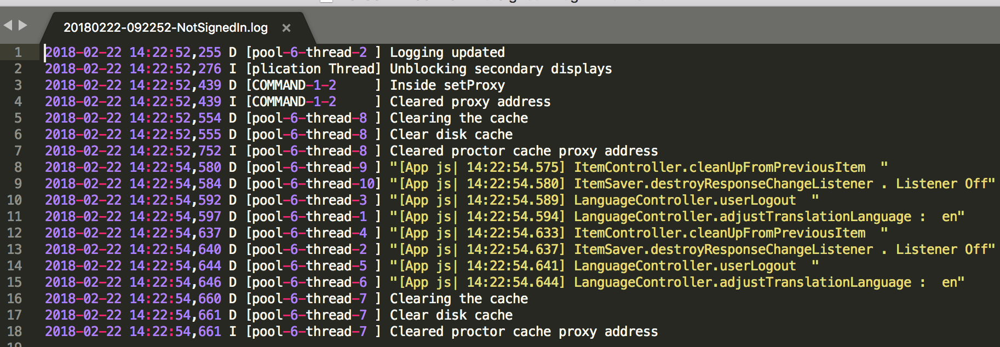 20180222-092252-NotSignedIn.log ×
1 2018-02-22 14:22:52,255 D [pool-6-thread-2 ] Logging updated
2 2018-02-22 14:22:52,276 I [plication Thread] Unblocking secondary displays
3 2018-02-22 14:22:52,439 D [COMMAND-1-2     ] Inside setProxy
4 2018-02-22 14:22:52,439 I [COMMAND-1-2     ] Cleared proxy address
5 2018-02-22 14:22:52,554 D [pool-6-thread-8 ] Clearing the cache
6 2018-02-22 14:22:52,555 D [pool-6-thread-8 ] Clear disk cache
7 2018-02-22 14:22:52,752 I [pool-6-thread-8 ] Cleared proctor cache proxy address
8 2018-02-22 14:22:54,580 D [pool-6-thread-9 ] "[App js| 14:22:54.575] ItemController.cleanUpFromPreviousItem  "
9 2018-02-22 14:22:54,584 D [pool-6-thread-10] "[App js| 14:22:54.580] ItemSaver.destroyResponseChangeListener . Listener Off"
10 2018-02-22 14:22:54,592 D [pool-6-thread-3 ] "[App js| 14:22:54.589] LanguageController.userLogout  "
11 2018-02-22 14:22:54,597 D [pool-6-thread-1 ] "[App js| 14:22:54.594] LanguageController.adjustTranslationLanguage :  en"
12 2018-02-22 14:22:54,637 D [pool-6-thread-4 ] "[App js| 14:22:54.633] ItemController.cleanUpFromPreviousItem  "
13 2018-02-22 14:22:54,640 D [pool-6-thread-2 ] "[App js| 14:22:54.637] ItemSaver.destroyResponseChangeListener . Listener Off"
14 2018-02-22 14:22:54,644 D [pool-6-thread-5 ] "[App js| 14:22:54.641] LanguageController.userLogout  "
15 2018-02-22 14:22:54,646 D [pool-6-thread-6 ] "[App js| 14:22:54.644] LanguageController.adjustTranslationLanguage :  en"
16 2018-02-22 14:22:54,660 D [pool-6-thread-7 ] Clearing the cache
17 2018-02-22 14:22:54,661 D [pool-6-thread-7 ] Clear disk cache
18 2018-02-22 14:22:54,661 I [pool-6-thread-7 ] Cleared proctor cache proxy address
19